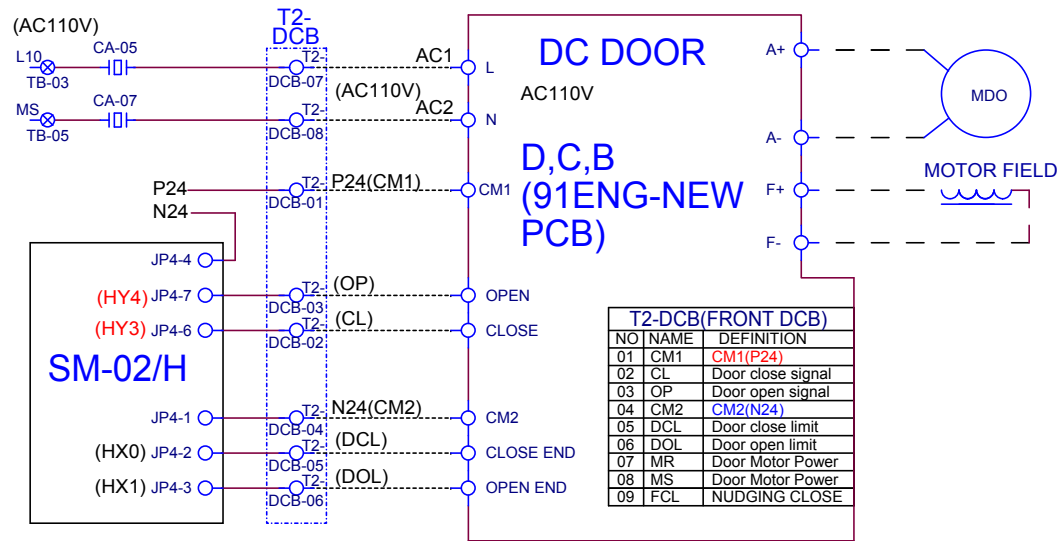 (AC110V)
L10
TB-03
CA-05
T2-
DCB
T2-
DCB-07
AC1
L
DC DOOR
A+
MS
TB-05
CA-07
T2-
DCB-08
(AC110V)
AC2
N
AC110V
MDO
A-
P24
T2-
DCB-01
P24(CM1)
CM1
D,C,B
(91ENG-NEW
PCB)
MOTOR FIELD
F+
N24
F-
JP4-4
(HY4) JP4-7
T2-
DCB-03
(OP)
OPEN
(HY3) JP4-6
T2-
DCB-02
(CL)
CLOSE
SM-02/H
JP4-1
T2-
DCB-04
N24(CM2)
CM2
(HX0) JP4-2
T2-
DCB-05
(DCL)
CLOSE END
(HX1) JP4-3
T2-
DCB-06
(DOL)
OPEN END
T2-DCB(FRONT DCB)
NO NAME DEFINITION
01 CM1 CM1(P24)
02 CL Door close signal
03 OP Door open signal
04 CM2 CM2(N24)
05 DCL Door close limit
06 DOL Door open limit
07 MR Door Motor Power
08 MS Door Motor Power
09 FCL NUDGING CLOSE